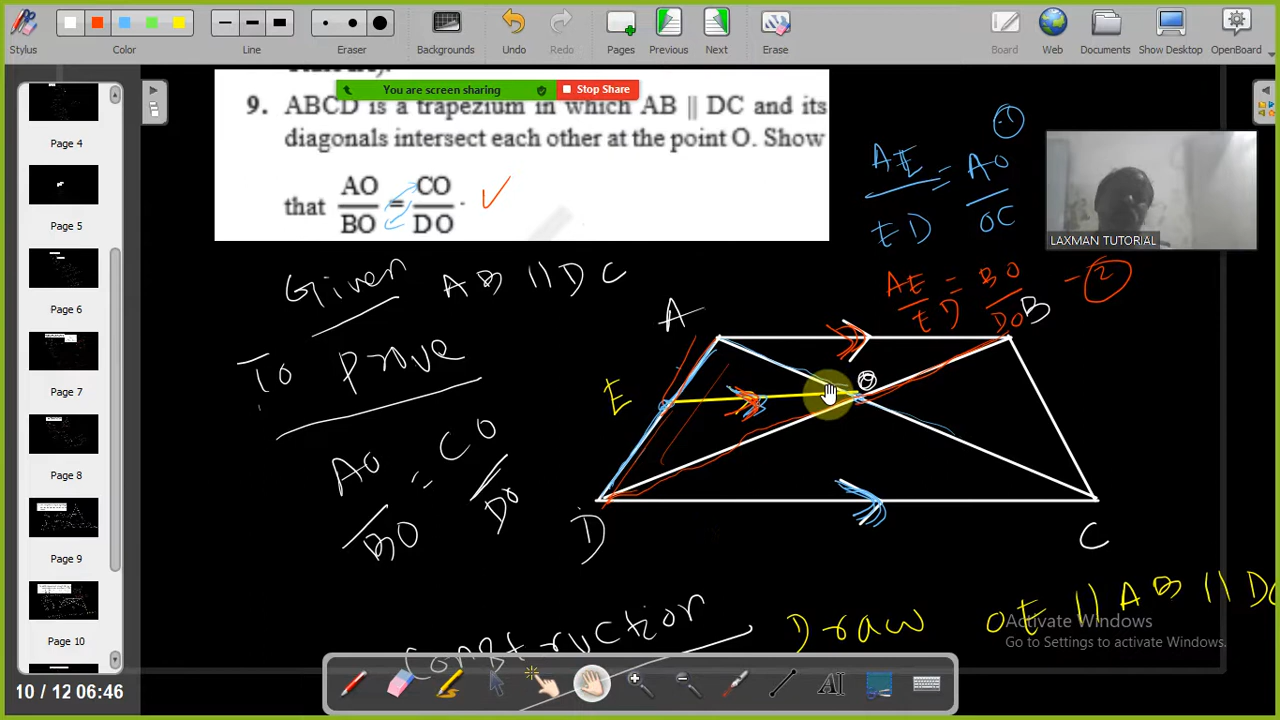 Stylus Color Line Eraser Backgrounds Undo Redo Pages Previous Next Erase Board Web Documents Show Desktop OpenBoard
You are screen sharing Stop Share
9. ABCD is a trapezium in which AB || DC and its
diagonals intersect each other at the point O. Show
that AO/BO = CO/DO.
AE/ED = AO/OC 1
LAXMAN TUTORIAL
AE/ED = BO/DO - 2
Given AB || DC
To Prove
AO/BO = CO/DO
A
B
E
O
D
C
Construction Draw OE || AB || DC
Activate Windows
Go to Settings to activate Windows.
Page 4
Page 5
Page 6
Page 7
Page 8
Page 9
Page 10
10 / 12 06:46
AI